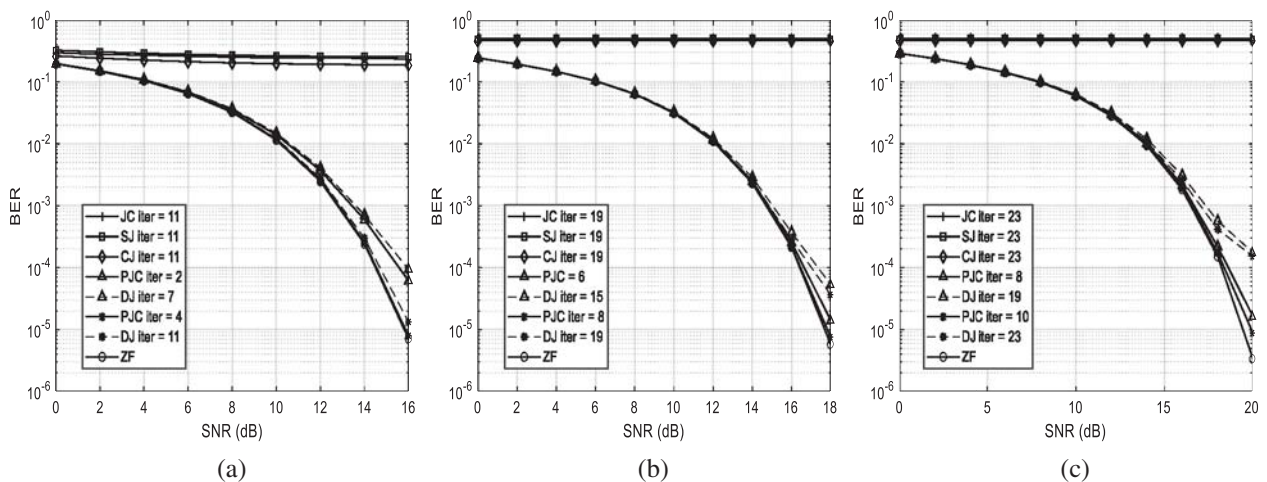 10^0
10^-1
10^-2
10^-3
10^-4
10^-5
10^-6
BER
JC iter = 11
SJ iter = 11
CJ iter = 11
PJC iter = 2
DJ iter = 7
PJC iter = 4
DJ iter = 11
ZF
0 2 4 6 8 10 12 14 16
SNR (dB)
(a)
10^0
10^-1
10^-2
10^-3
10^-4
10^-5
10^-6
BER
JC iter = 19
SJ iter = 19
CJ iter = 19
PJC = 6
DJ iter = 15
PJC iter = 8
DJ iter = 19
ZF
0 2 4 6 8 10 12 14 16 18
SNR (dB)
(b)
10^0
10^-1
10^-2
10^-3
10^-4
10^-5
10^-6
BER
JC iter = 23
SJ iter = 23
CJ iter = 23
PJC iter = 8
DJ iter = 19
PJC iter = 10
DJ iter = 23
ZF
0 5 10 15 20
SNR (dB)
(c)